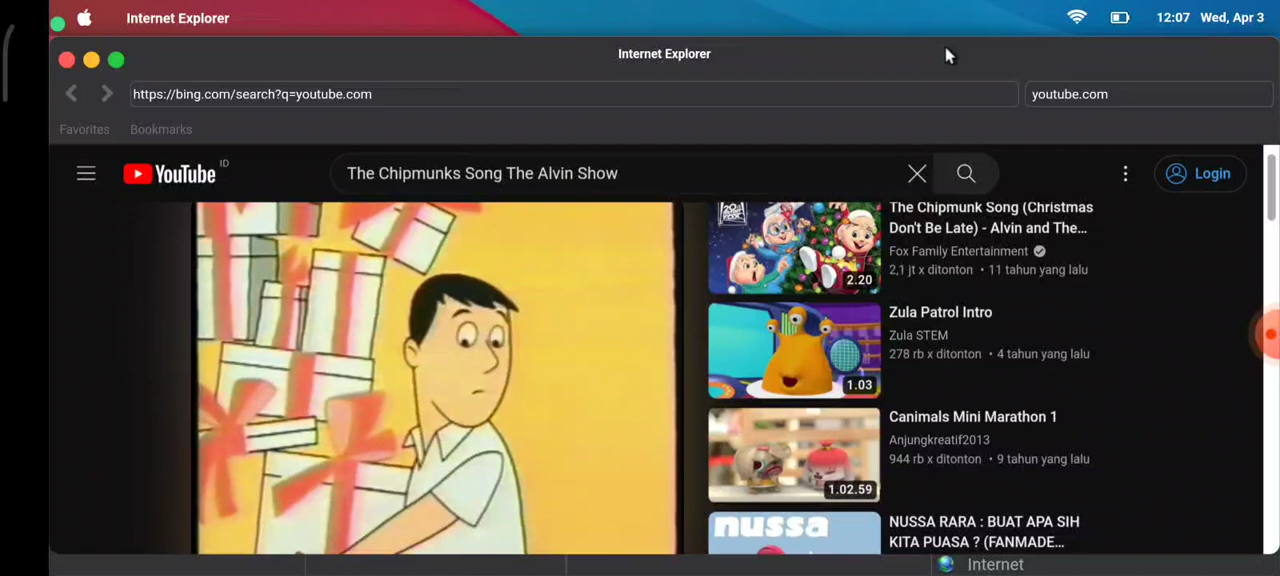 Internet Explorer
12:07 Wed, Apr 3
Internet Explorer
https://bing.com/search?q=youtube.com
youtube.com
Favorites Bookmarks
YouTube ID
The Chipmunks Song The Alvin Show
Login
The Chipmunk Song (Christmas
Don't Be Late) - Alvin and The...
Fox Family Entertainment
2,1 jt x ditonton • 11 tahun yang lalu
2.20
Zula Patrol Intro
Zula STEM
278 rb x ditonton • 4 tahun yang lalu
1.03
Canimals Mini Marathon 1
Anjungkreatif2013
944 rb x ditonton • 9 tahun yang lalu
1.02.59
nussa
NUSSA RARA : BUAT APA SIH
KITA PUASA ? (FANMADE...
Internet